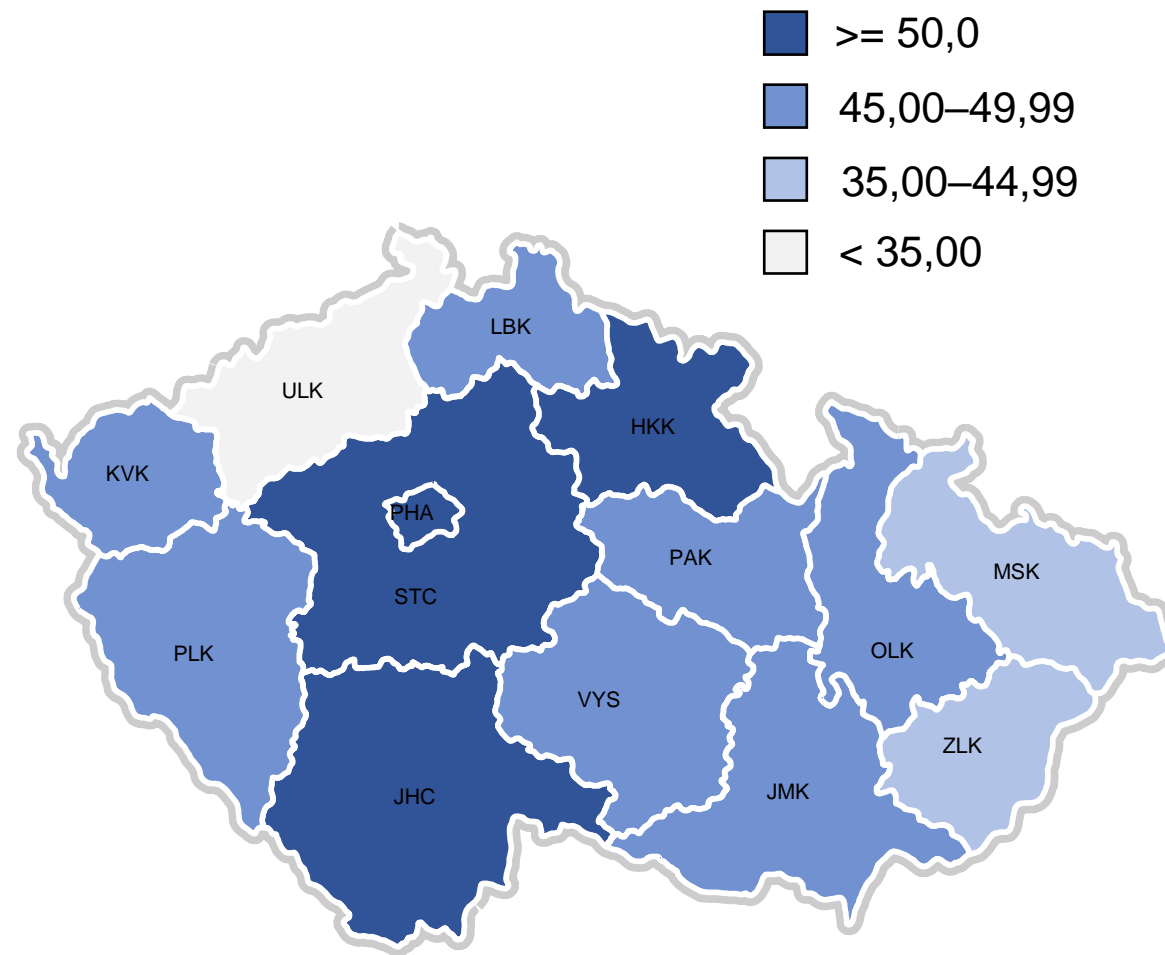 >= 50,0
45,00–49,99
35,00–44,99
< 35,00
LBK
ULK
HKK
KVK
PHA
PAK
MSK
STC
PLK
OLK
VYS
ZLK
JHC
JMK